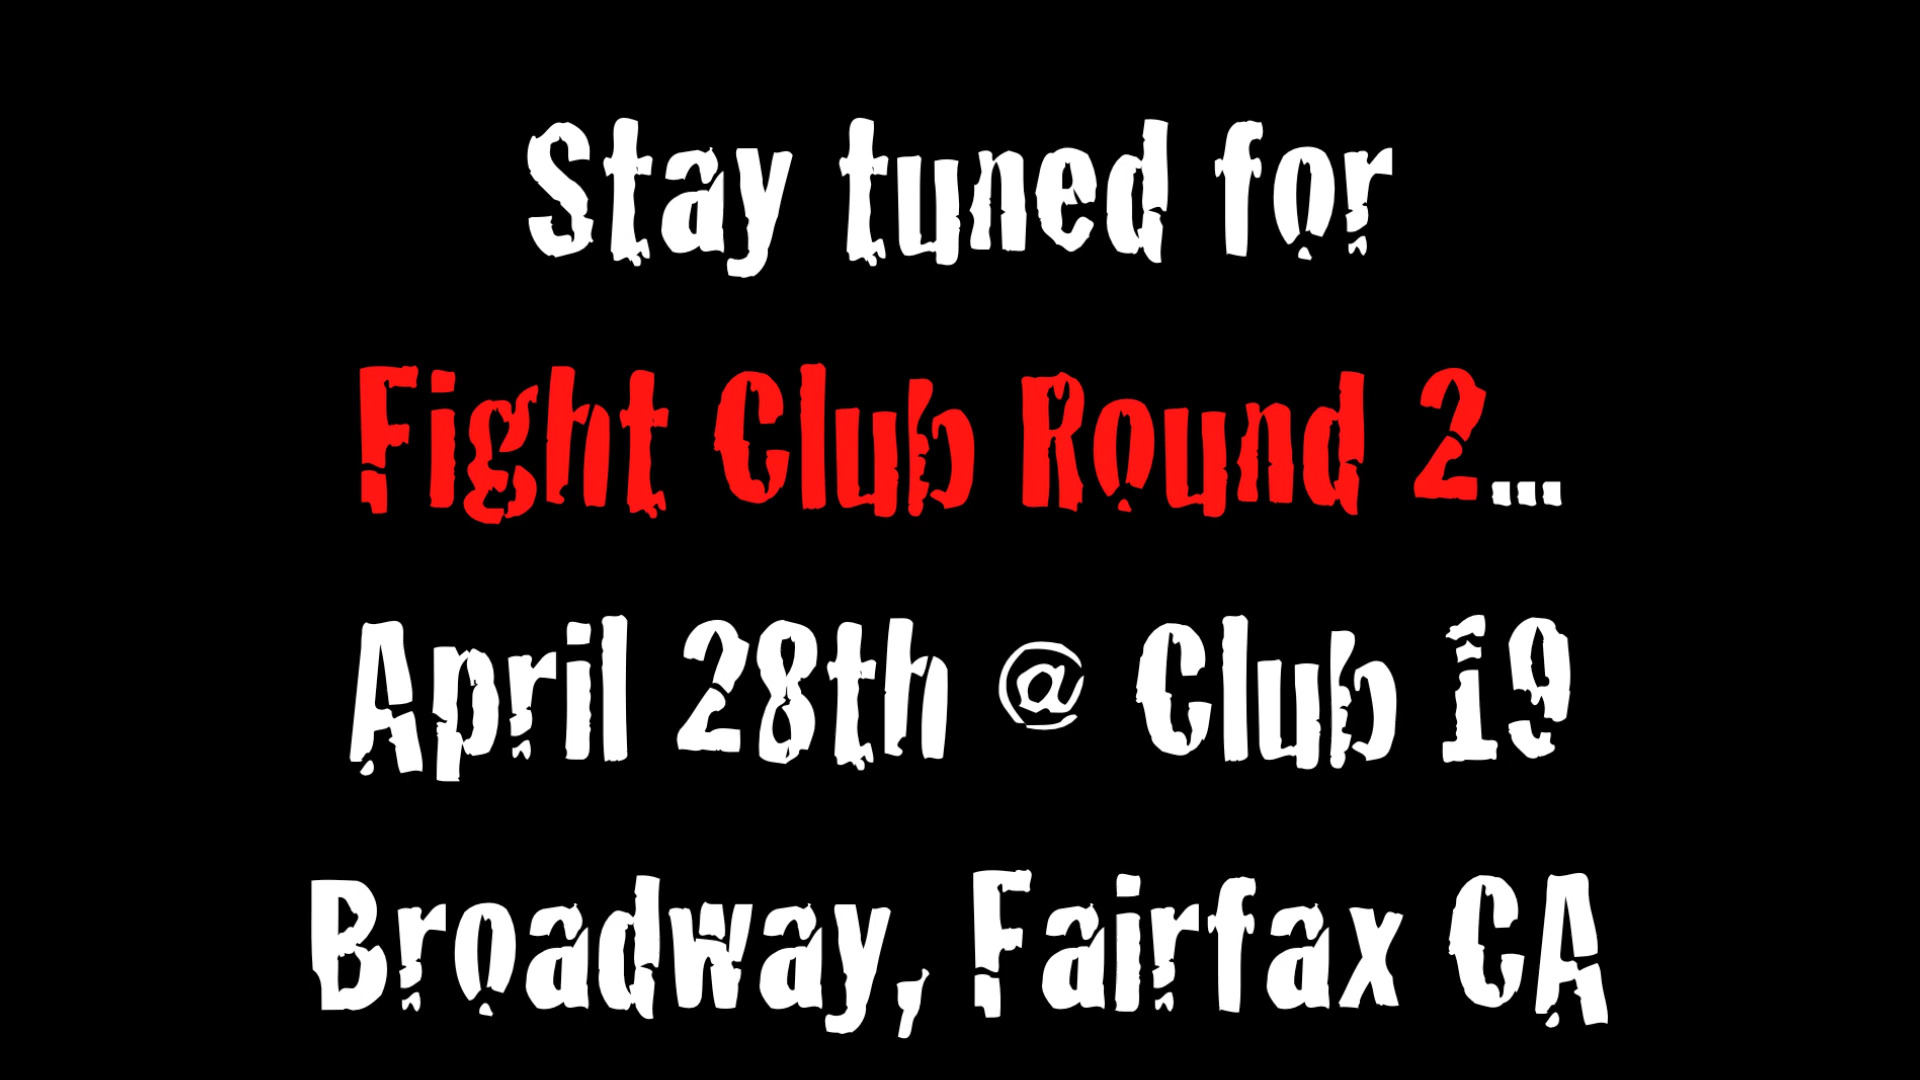 Stay tuned for
Fight Club Round 2...
April 28th @ Club 19
Broadway, Fairfax CA